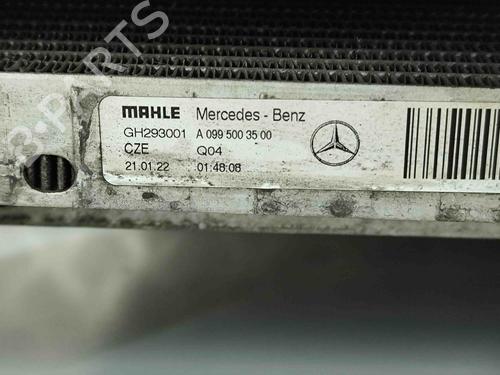 MAHLE Mercedes-Benz
GH293001 A 099 500 35 00
CZE Q04
21.01.22 01:48:08